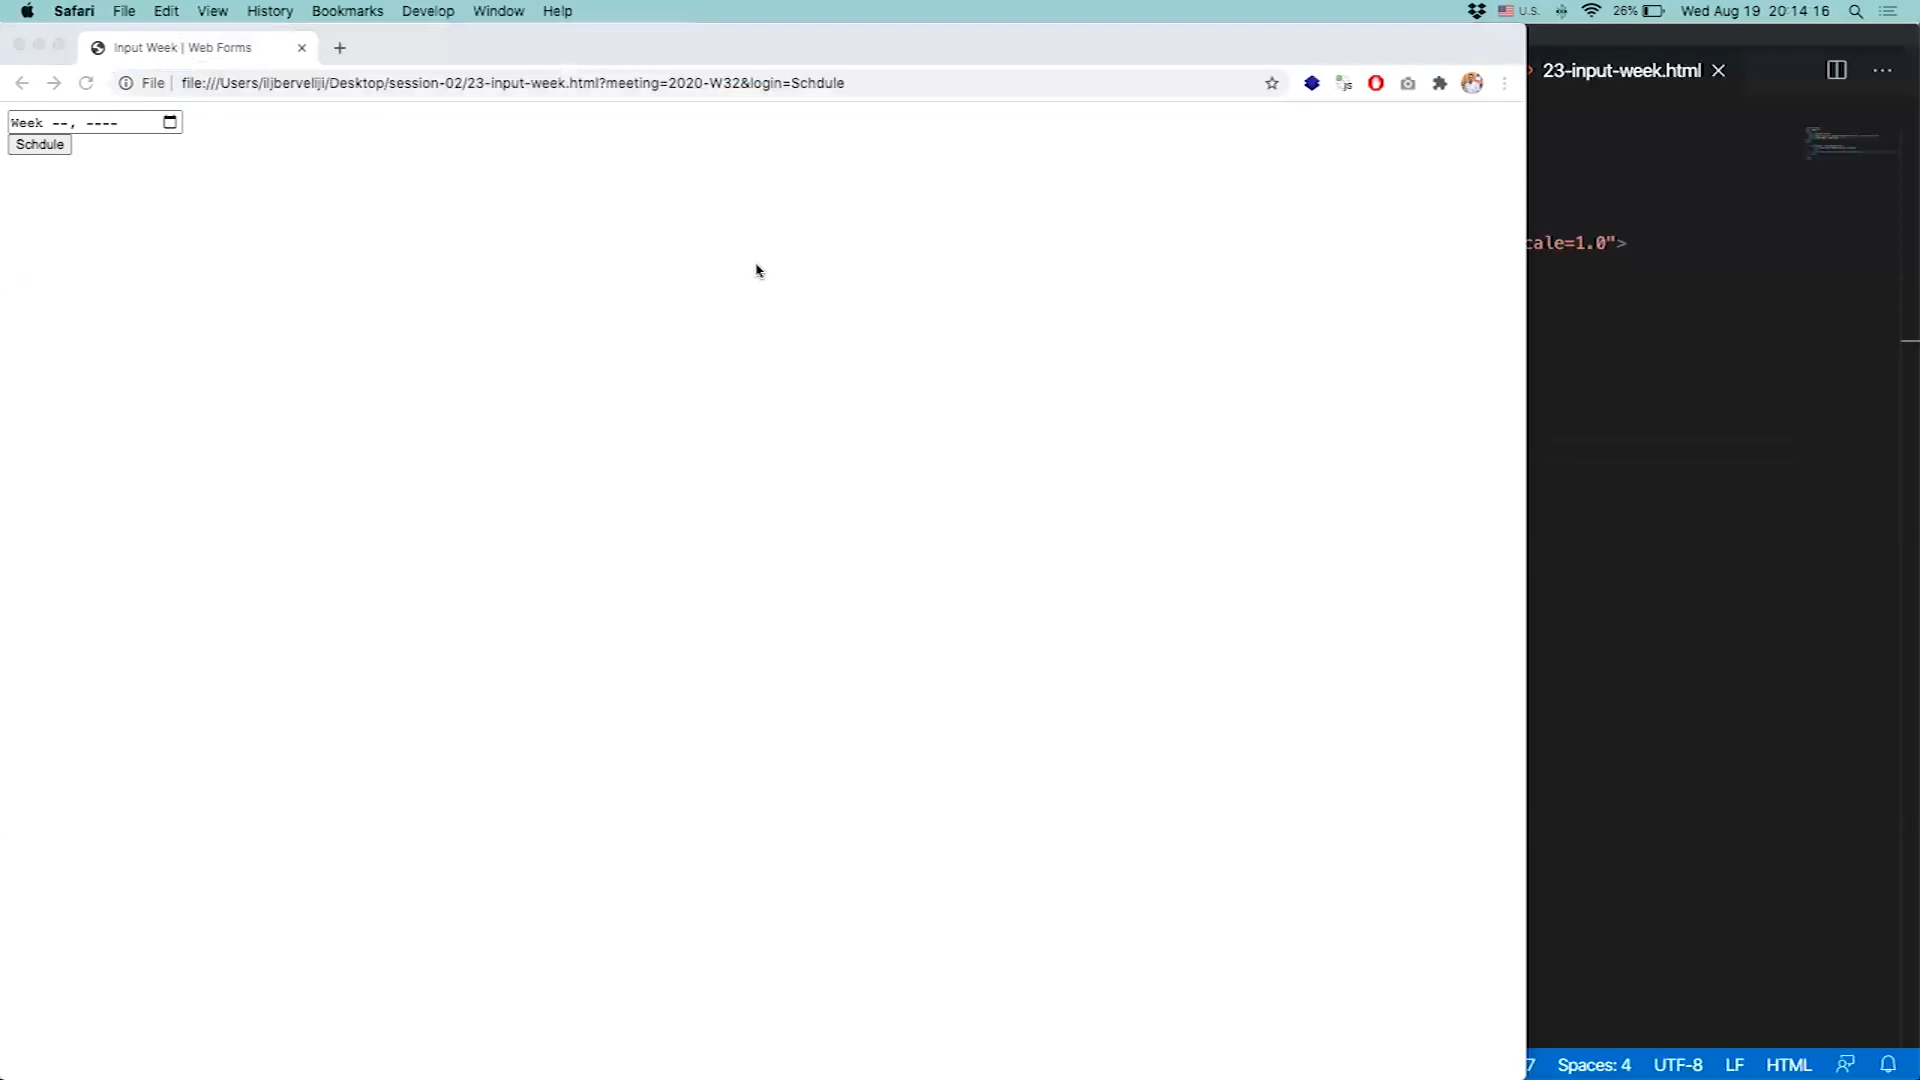 Safari File Edit View History Bookmarks Develop Window Help U.S. 26% Wed Aug 19 20:14 16
Input Week | Web Forms
23-input-week.html
File file:///Users/iljberveliji/Desktop/session-02/23-input-week.html?meeting=2020-W32&login=Schdule
Week --, ----
Schdule
cale=1.0">
7 Spaces: 4 UTF-8 LF HTML